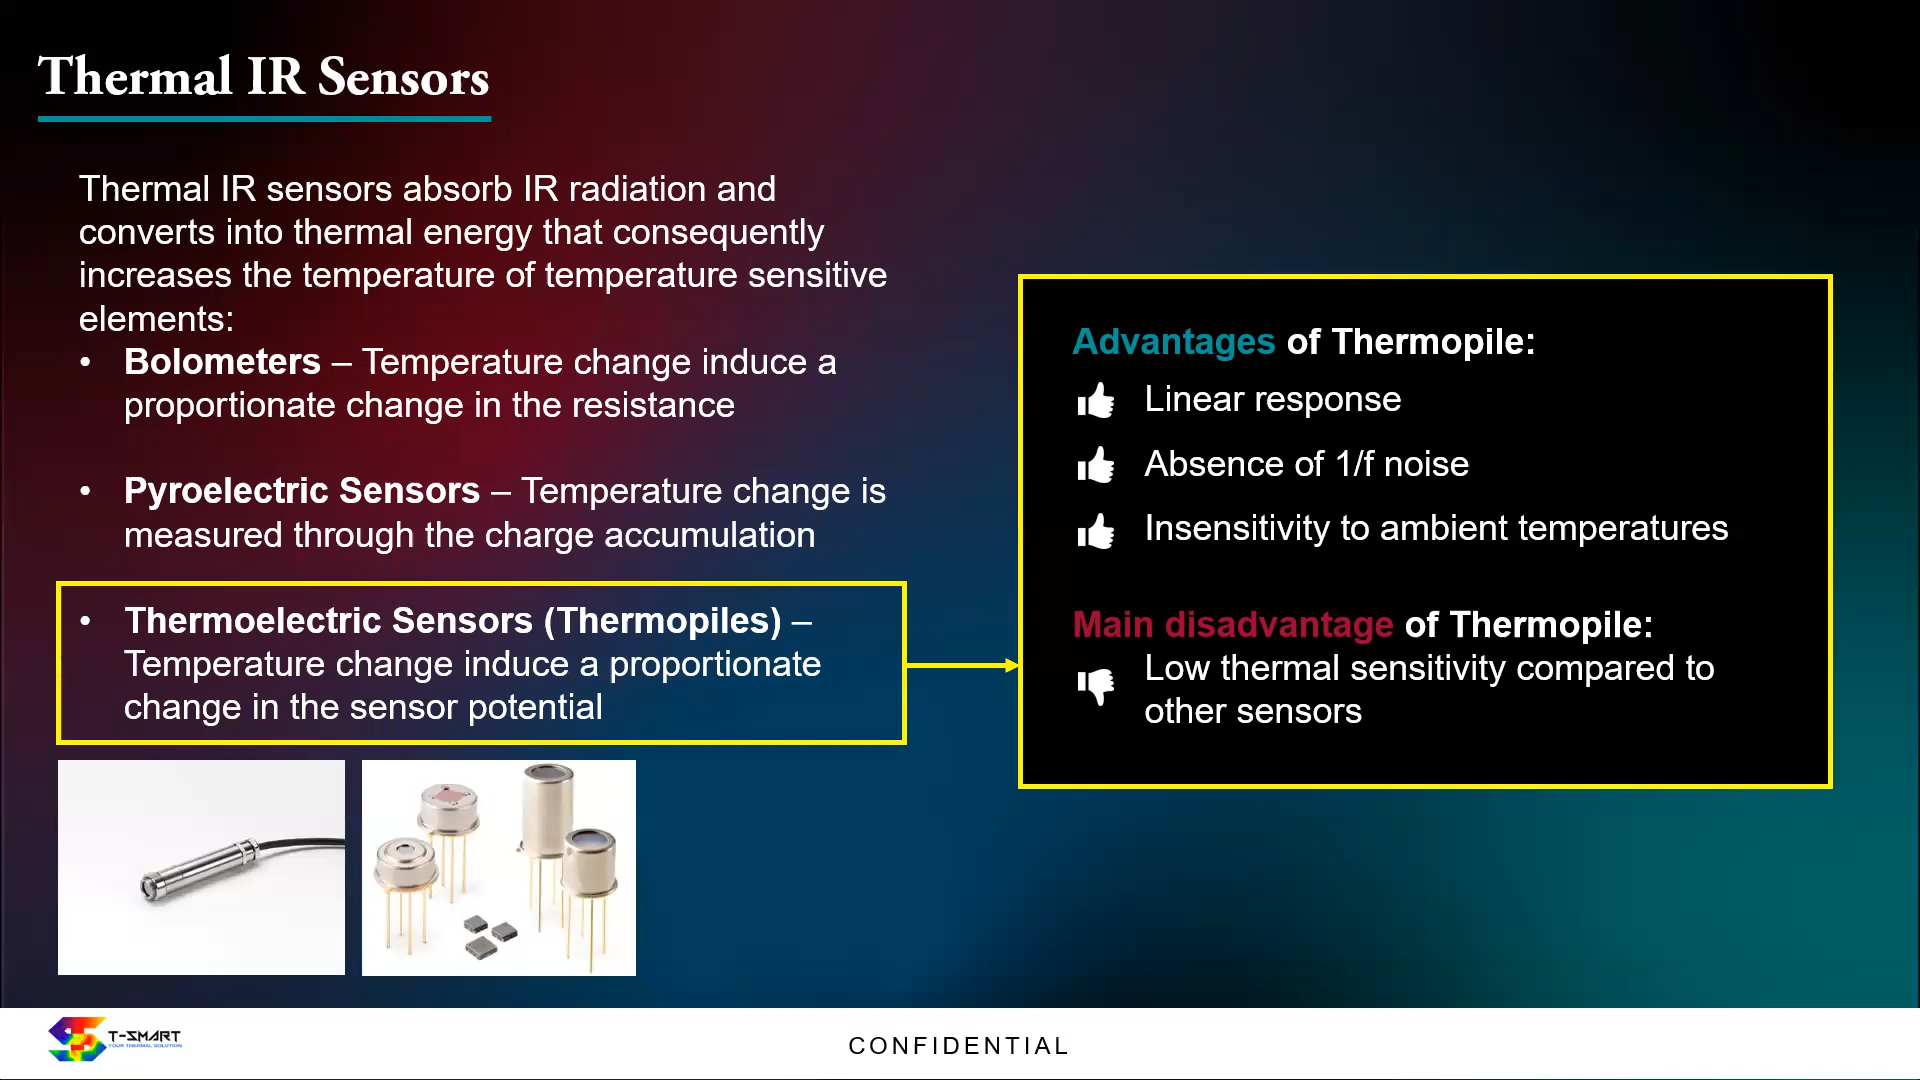 Thermal IR Sensors
Thermal IR sensors absorb IR radiation and
converts into thermal energy that consequently
increases the temperature of temperature sensitive
elements:
• Bolometers – Temperature change induce a
proportionate change in the resistance
• Pyroelectric Sensors – Temperature change is
measured through the charge accumulation
• Thermoelectric Sensors (Thermopiles) –
Temperature change induce a proportionate
change in the sensor potential
Advantages of Thermopile:
Linear response
Absence of 1/f noise
Insensitivity to ambient temperatures
Main disadvantage of Thermopile:
Low thermal sensitivity compared to
other sensors
T-SMART
YOUR THERMAL SOLUTION
CONFIDENTIAL